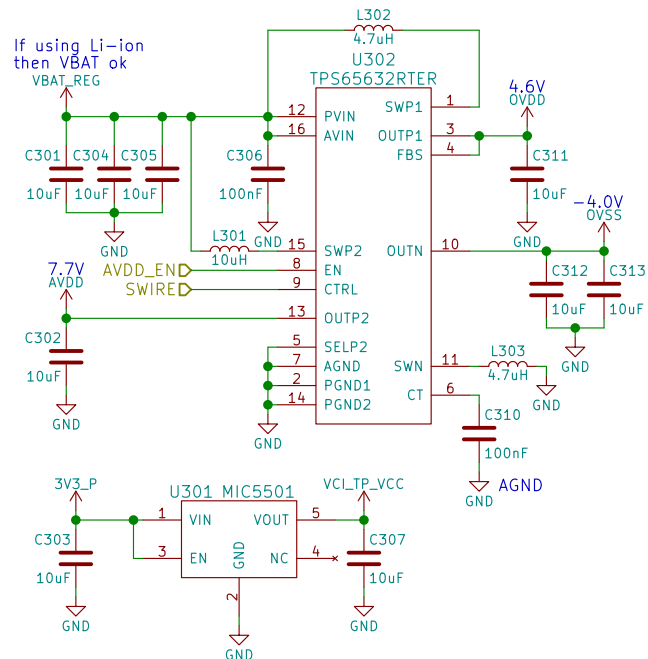 L302
4.7uH
If using Li-ion
then VBAT ok
VBAT_REG
U302
TPS65632RTER
12 PVIN
16 AVIN
SWP1 1
OUTP1 3
FBS 4
4.6V
OVDD
C301
10uF
C304
10uF
C305
10uF
GND
C306
100nF
GND
C311
10uF
GND
-4.0V
OVSS
L301
10uH
15 SWP2
OUTN 10
AVDD_EN
8 EN
SWIRE
9 CTRL
7.7V
AVDD
13 OUTP2
C312
10uF
C313
10uF
GND
C302
10uF
GND
5 SELP2
7 AGND
2 PGND1
14 PGND2
GND
SWN 11
L303
4.7uH
GND
CT 6
C310
100nF
GND
AGND
3V3_P
U301 MIC5501
VCI_TP_VCC
1 VIN
VOUT 5
3 EN
GND
NC 4
2
C303
10uF
GND
C307
10uF
GND
GND